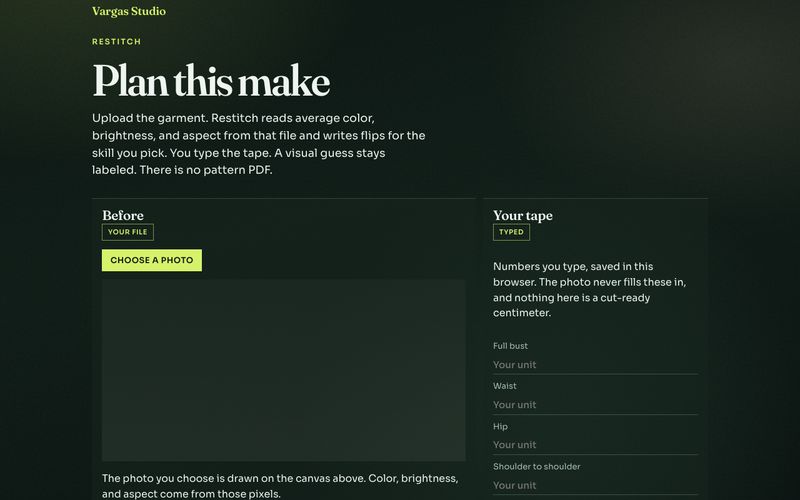 Vargas Studio
RESTITCH
Plan this make
Upload the garment. Restitch reads average color,
brightness, and aspect from that file and writes flips for the
skill you pick. You type the tape. A visual guess stays
labeled. There is no pattern PDF.
Before
YOUR FILE
CHOOSE A PHOTO
The photo you choose is drawn on the canvas above. Color, brightness,
and aspect come from those pixels.
Your tape
TYPED
Numbers you type, saved in this
browser. The photo never fills these in,
and nothing here is a cut-ready
centimeter.
Full bust
Your unit
Waist
Your unit
Hip
Your unit
Shoulder to shoulder
Your unit